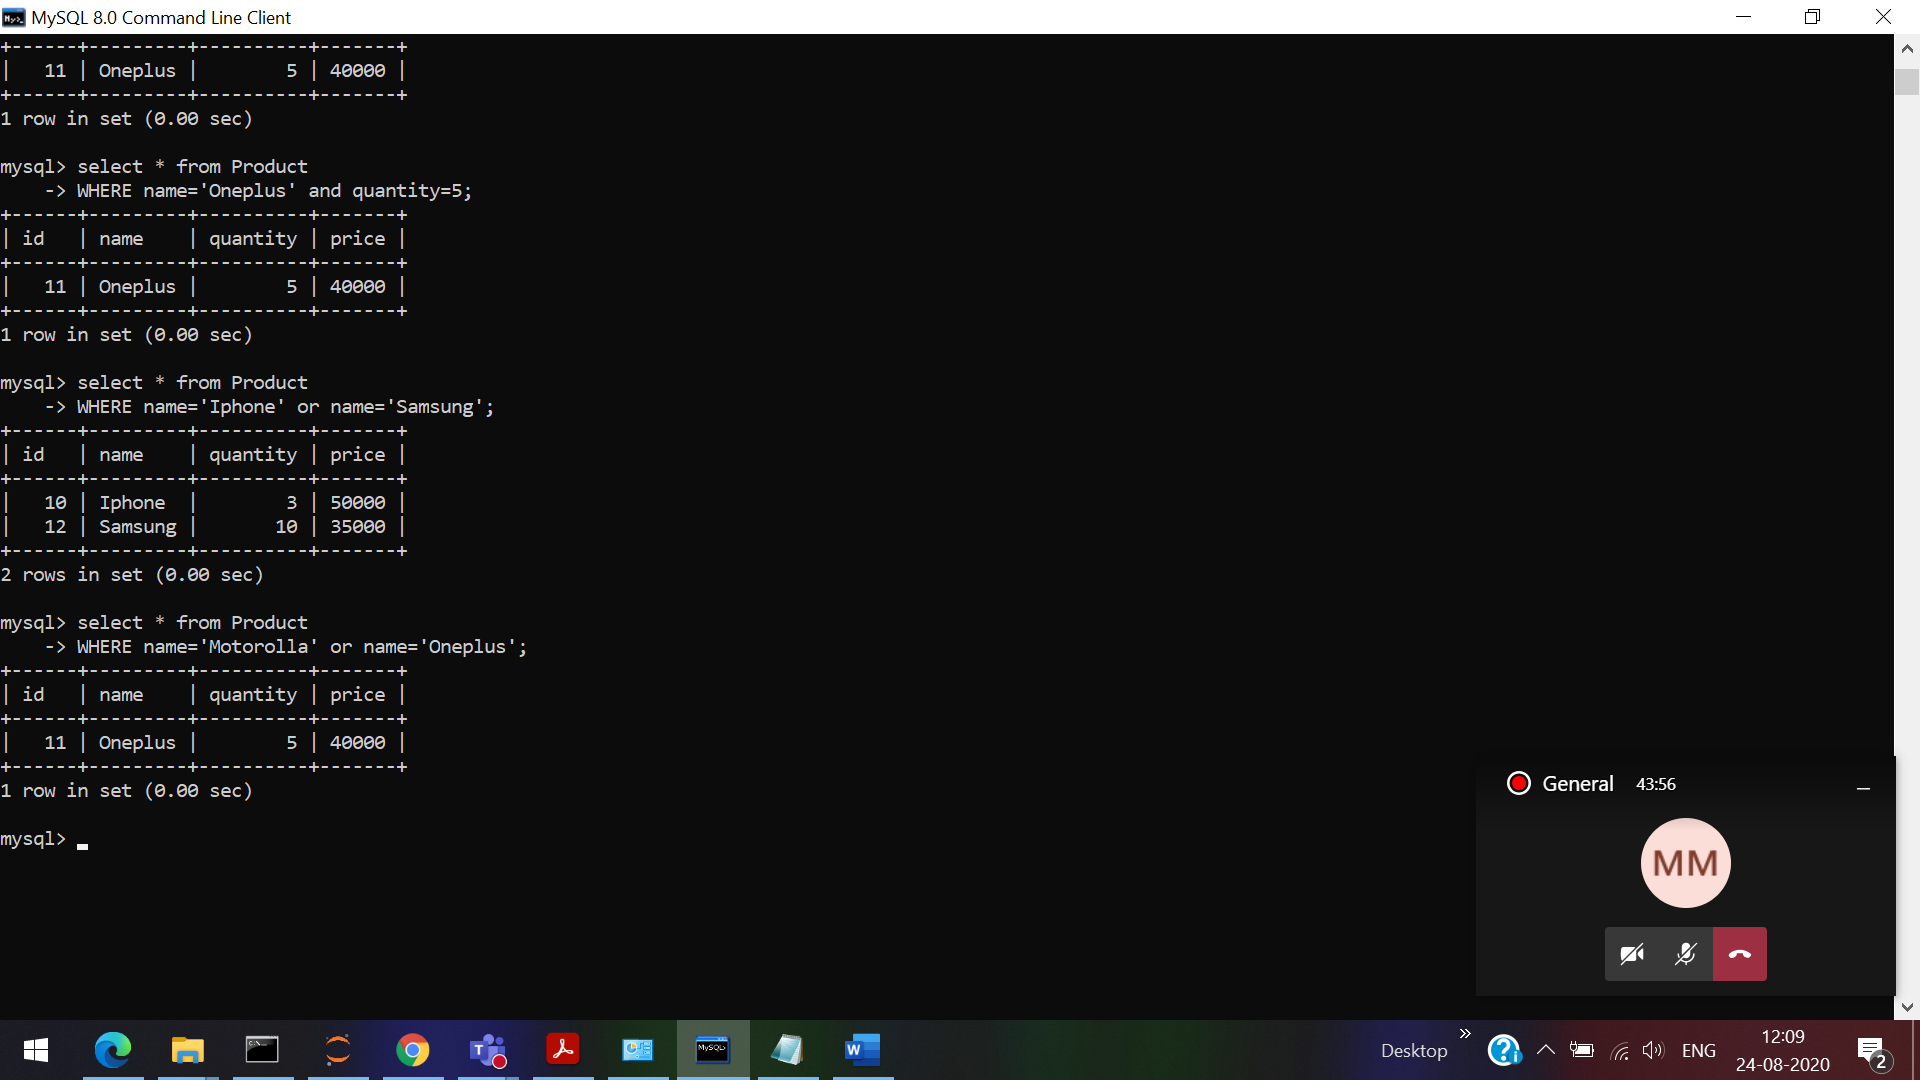 MySQL 8.0 Command Line Client
+------+---------+----------+-------+
|   11 | Oneplus |        5 | 40000 |
+------+---------+----------+-------+
1 row in set (0.00 sec)
mysql> select * from Product
    -> WHERE name='Oneplus' and quantity=5;
+------+---------+----------+-------+
| id   | name    | quantity | price |
+------+---------+----------+-------+
|   11 | Oneplus |        5 | 40000 |
+------+---------+----------+-------+
1 row in set (0.00 sec)
mysql> select * from Product
    -> WHERE name='Iphone' or name='Samsung';
+------+---------+----------+-------+
| id   | name    | quantity | price |
+------+---------+----------+-------+
|   10 | Iphone  |        3 | 50000 |
|   12 | Samsung |       10 | 35000 |
+------+---------+----------+-------+
2 rows in set (0.00 sec)
mysql> select * from Product
    -> WHERE name='Motorolla' or name='Oneplus';
+------+---------+----------+-------+
| id   | name    | quantity | price |
+------+---------+----------+-------+
|   11 | Oneplus |        5 | 40000 |
+------+---------+----------+-------+
1 row in set (0.00 sec)
mysql>
General 43:56
MM
MySQL>
Desktop
ENG
12:09
24-08-2020
2